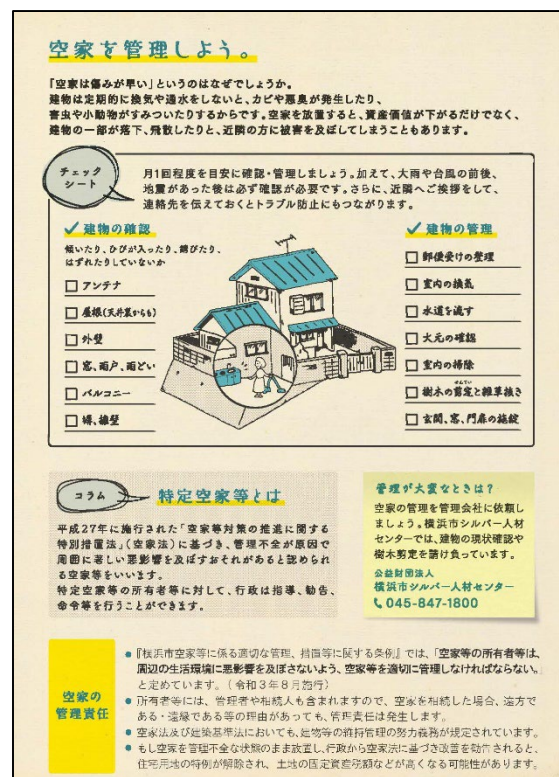 空家を管理しよう。
「空家は傷みが早い」というのはなぜでしょうか。
建物は定期的に換気や通水をしないと、カビや悪臭が発生したり、
害虫や小動物がすみついたりするからです。空家を放置すると、資産価値が下がるだけでなく、
建物の一部が落下、飛散したりと、近隣の方に被害を及ぼしてしまうこともあります。
チェック
シート
月1回程度を目安に確認・管理しましょう。加えて、大雨や台風の前後、
地震があった後は必ず確認が必要です。さらに、近隣へご挨拶をして、
連絡先を伝えておくとトラブル防止にもつながります。
建物の確認
傾いたり、ひびが入ったり、錆びたり、
はずれたりしていないか
アンテナ
屋根(天井裏からも)
外壁
窓、雨戸、雨どい
バルコニー
塀、擁壁
建物の管理
郵便受けの整理
室内の換気
水道を流す
大元の確認
室内の掃除
樹木の剪定と雑草抜き
玄関、窓、門扉の施錠
コラム
特定空家等とは
平成27年に施行された「空家等対策の推進に関する
特別措置法」(空家法)に基づき、管理不全が原因で
周囲に著しい悪影響を及ぼすおそれがあると認められ
る空家等をいいます。
特定空家等の所有者等に対して、行政は指導、勧告、
命令等を行うことができます。
管理が大変なときは？
空家の管理を管理会社に依頼し
ましょう。横浜市シルバー人材
センターでは、建物の現状確認や
樹木剪定を請け負っています。
公益財団法人
横浜市シルバー人材センター
045-847-1800
空家の
管理責任
●『横浜市空家等に係る適切な管理、措置等に関する条例』では、「空家等の所有者等は、
周辺の生活環境に悪影響を及ぼさないよう、空家等を適切に管理しなければならない。」
と定めています。(令和3年8月施行)
●所有者等には、管理者や相続人も含まれますので、空家を相続した場合、遠方で
ある・遠縁である等の理由があっても、管理責任は発生します。
●空家法及び建築基準法においても、建物等の維持管理の努力義務が規定されています。
●もし空家を管理不全な状態のまま放置し、行政から空家法に基づき改善を勧告されると、
住宅用地の特例が解除され、土地の固定資産税額などが高くなる可能性があります。